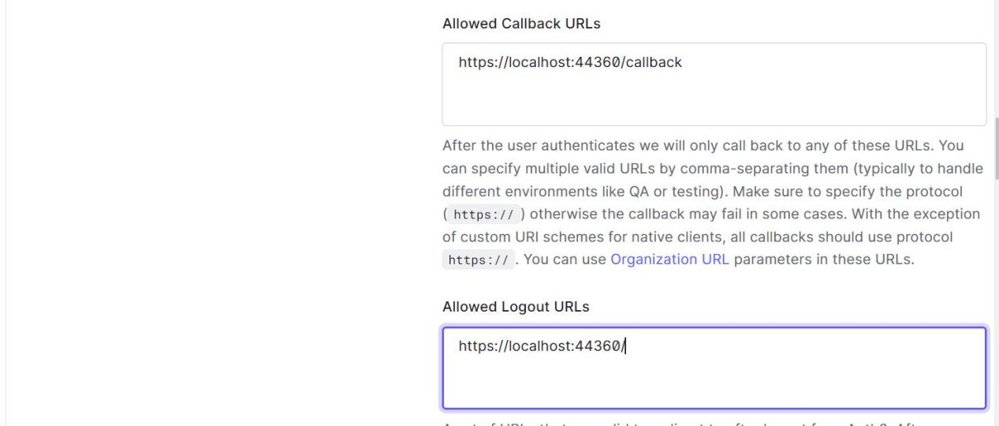 Allowed Callback URLs
https://localhost:44360/callback
After the user authenticates we will only call back to any of these URLs. You
can specify multiple valid URLs by comma-separating them (typically to handle
different environments like QA or testing). Make sure to specify the protocol
( https:// ) otherwise the callback may fail in some cases. With the exception
of custom URI schemes for native clients, all callbacks should use protocol
https:// . You can use Organization URL parameters in these URLs.
Allowed Logout URLs
https://localhost:44360/